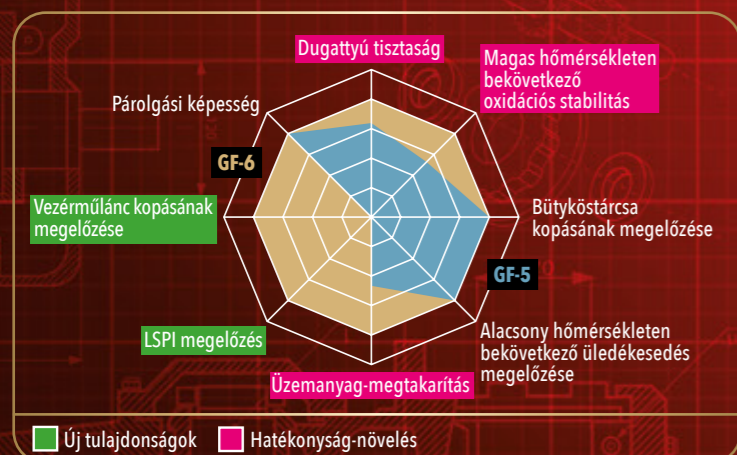 Dugattyú tisztaság
Magas hőmérsékleten
bekövetkező
oxidációs stabilitás
Párolgási képesség
GF-6
Vezérműlánc kopásának
megelőzése
Bütyköstárcsa
kopásának megelőzése
GF-5
LSPI megelőzés
Alacsony hőmérsékleten
bekövetkező üledékesedés
megelőzése
Üzemanyag-megtakarítás
Új tulajdonságok
Hatékonyság-növelés